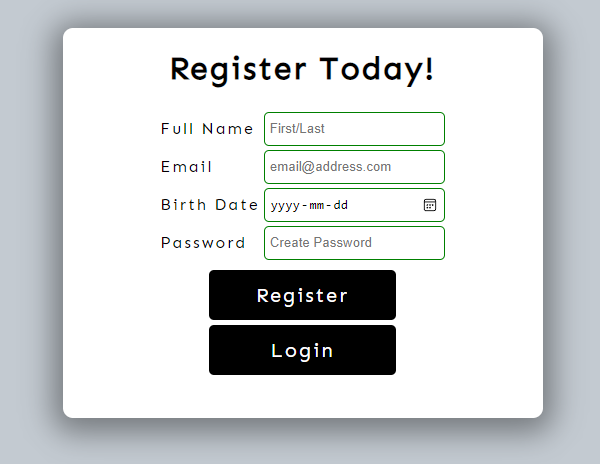 Register Today!
Full Name First/Last
Email email@address.com
Birth Date yyyy-mm-dd
Password Create Password
Register
Login